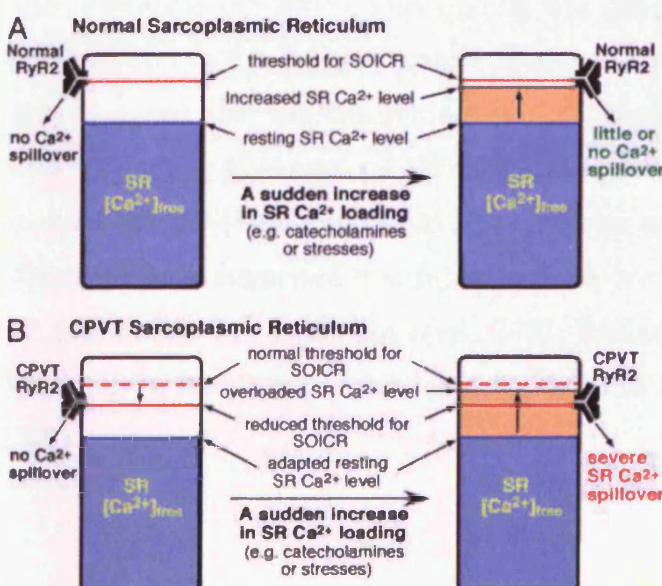 A Normal Sarcoplasmic Reticulum
Normal
RyR2
threshold for SOICR
Normal
RyR2
increased SR Ca²⁺ level
no Ca²⁺
spillover
resting SR Ca²⁺ level
little or
no Ca²⁺
spillover
SR
[Ca²⁺]free
A sudden increase
in SR Ca²⁺ loading
(e.g. catecholamines
or stresses)
SR
[Ca²⁺]free
B CPVT Sarcoplasmic Reticulum
CPVT
RyR2
normal threshold for
SOICR
CPVT
RyR2
overloaded SR Ca²⁺ level
reduced threshold for
SOICR
no Ca²⁺
spillover
adapted resting
SR Ca²⁺ level
severe
SR Ca²⁺
spillover
SR
[Ca²⁺]free
A sudden increase
in SR Ca²⁺ loading
(e.g. catecholamines
or stresses)
SR
[Ca²⁺]free